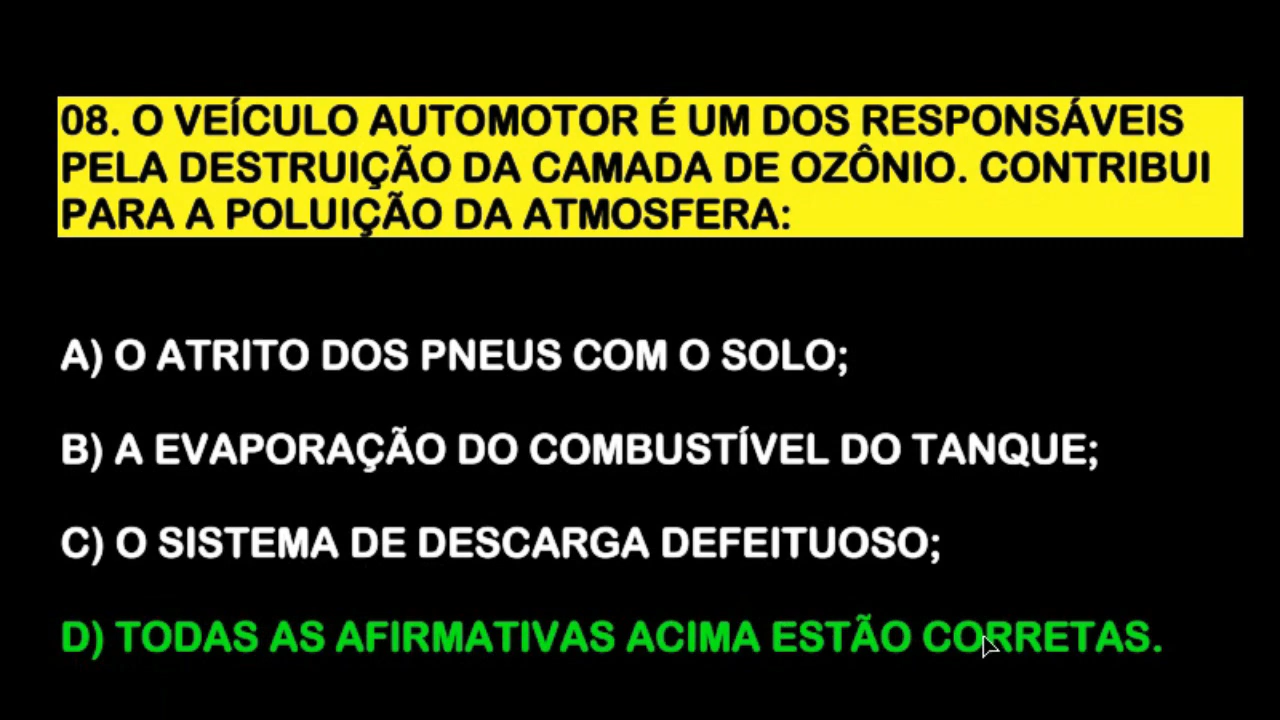 08. O VEÍCULO AUTOMOTOR É UM DOS RESPONSÁVEIS
PELA DESTRUIÇÃO DA CAMADA DE OZÔNIO. CONTRIBUI
PARA A POLUIÇÃO DA ATMOSFERA:
A) O ATRITO DOS PNEUS COM O SOLO;
B) A EVAPORAÇÃO DO COMBUSTÍVEL DO TANQUE;
C) O SISTEMA DE DESCARGA DEFEITUOSO;
D) TODAS AS AFIRMATIVAS ACIMA ESTÃO CORRETAS.